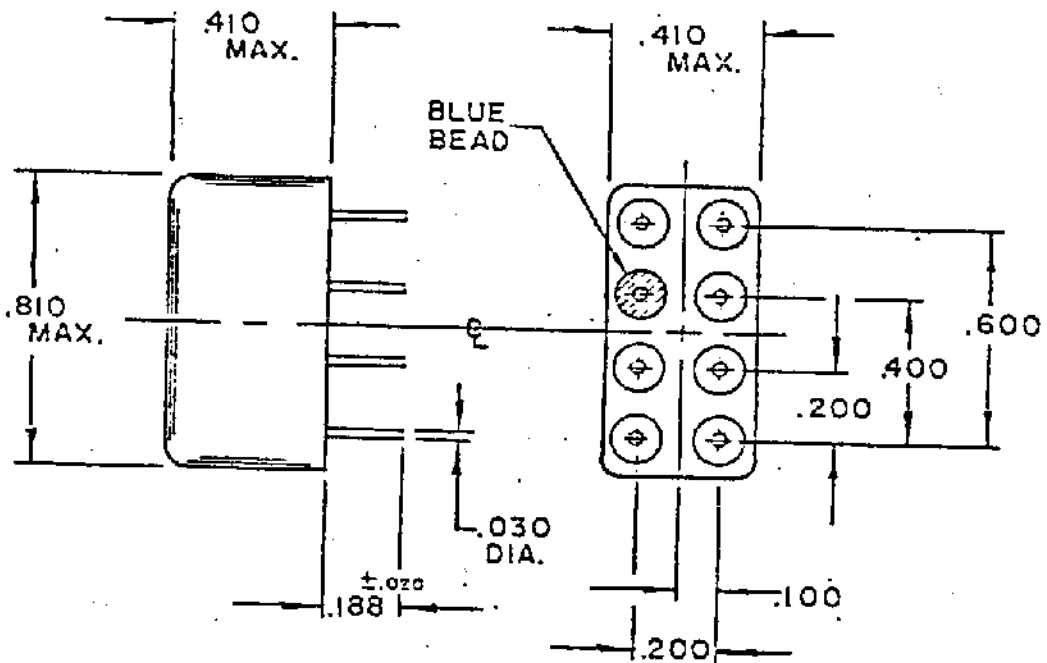 .410
MAX.
.410
MAX.
BLUE
BEAD
.810
MAX.
.600
.400
.200
.030
DIA.
±.020
.188
.100
.200